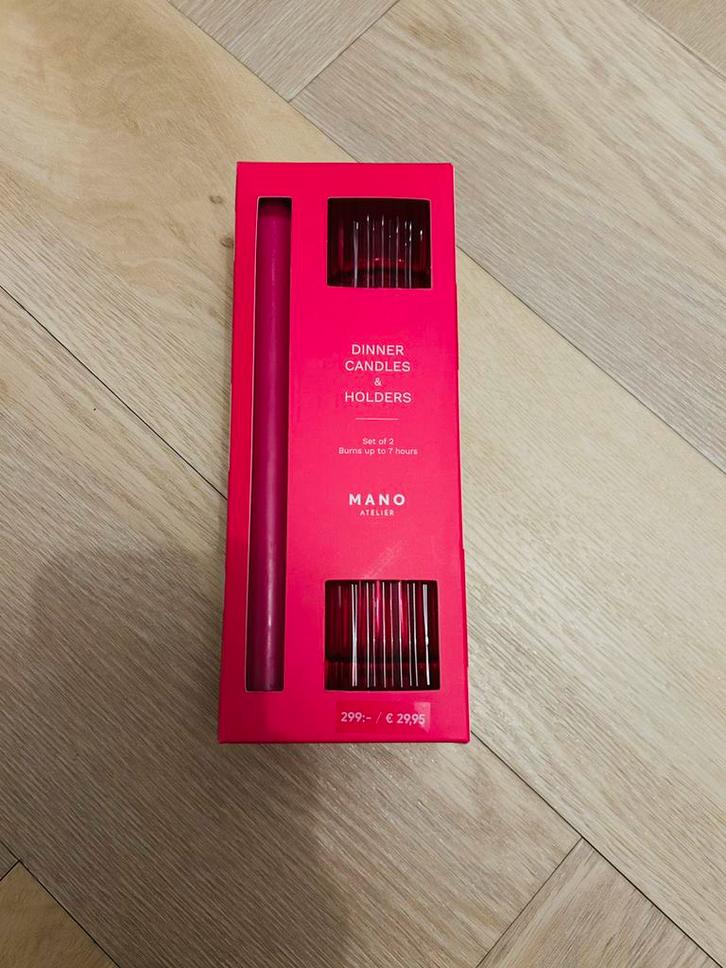 DINNER
CANDLES
&
HOLDERS
Set of 2
Burns up to 7 hours
MANO
ATELIER
299:- / € 29,95